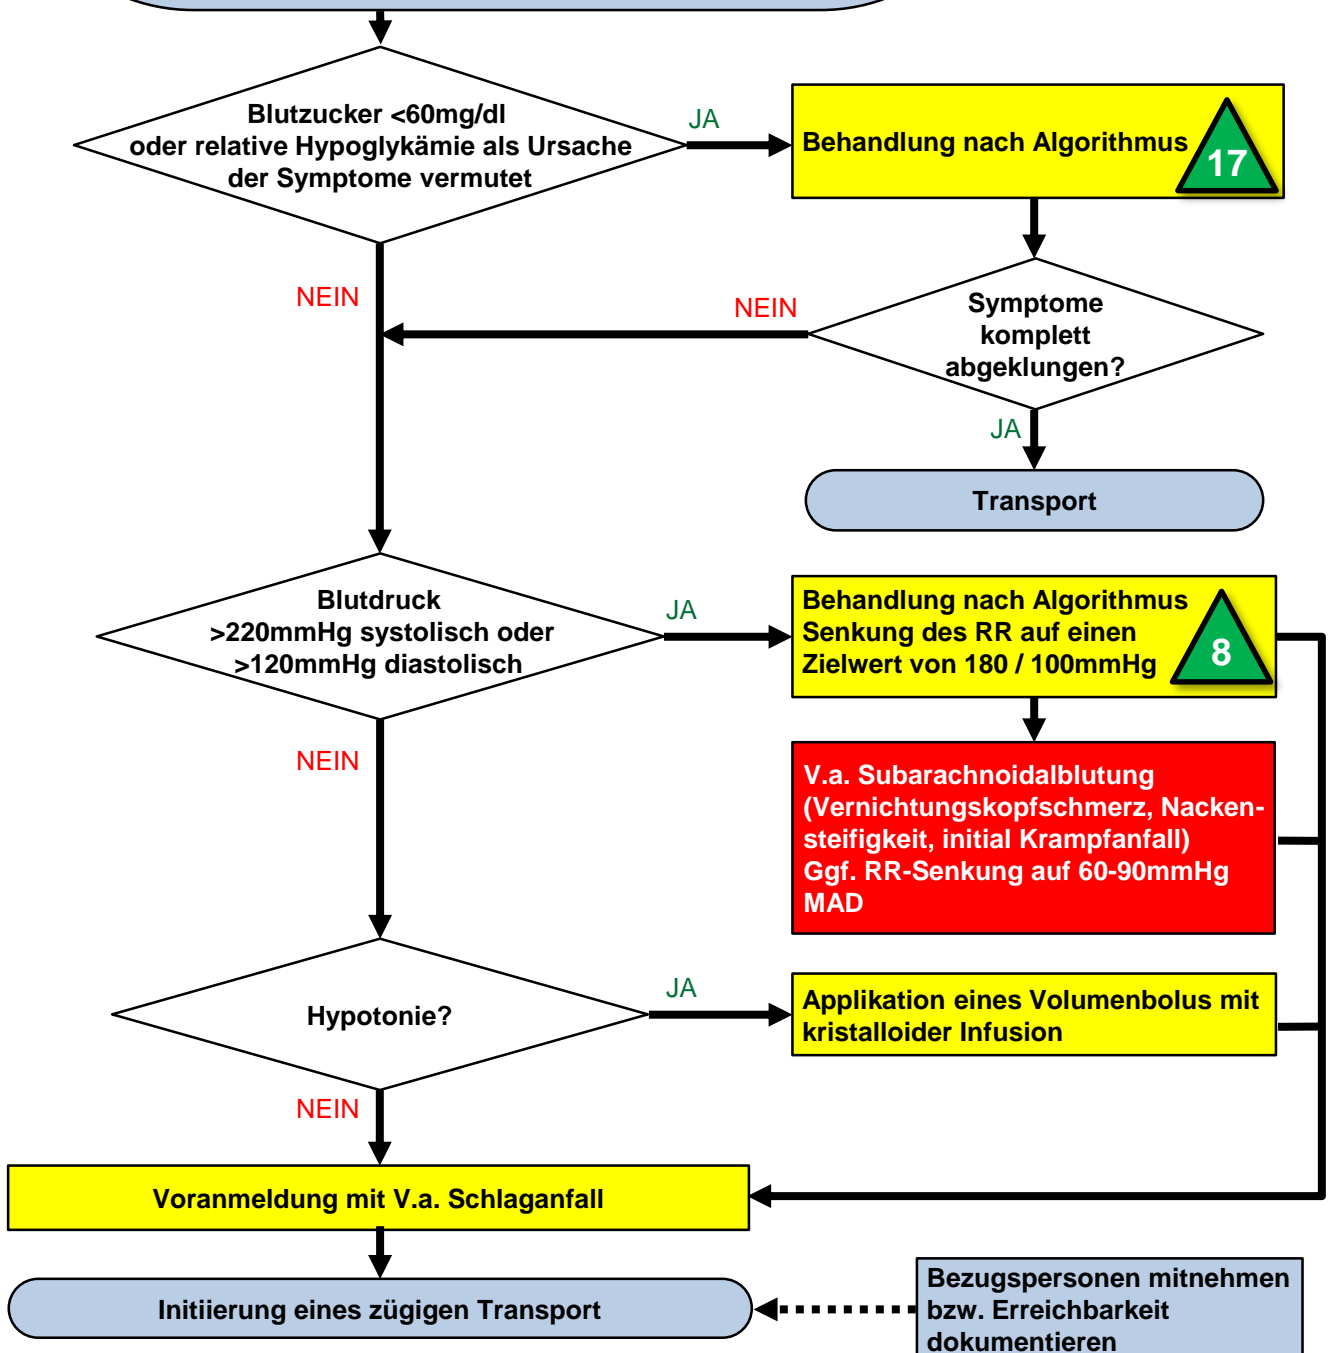 Blutzucker <60mg/dl
oder relative Hypoglykämie als Ursache
der Symptome vermutet
JA
Behandlung nach Algorithmus
17
NEIN
NEIN
Symptome
komplett
abgeklungen?
JA
Transport
Blutdruck
>220mmHg systolisch oder
>120mmHg diastolisch
JA
Behandlung nach Algorithmus
Senkung des RR auf einen
Zielwert von 180 / 100mmHg
8
NEIN
V.a. Subarachnoidalblutung
(Vernichtungskopfschmerz, Nacken-
steifigkeit, initial Krampfanfall)
Ggf. RR-Senkung auf 60-90mmHg
MAD
Hypotonie?
JA
Applikation eines Volumenbolus mit
kristalloider Infusion
NEIN
Voranmeldung mit V.a. Schlaganfall
Initiierung eines zügigen Transport
Bezugspersonen mitnehmen
bzw. Erreichbarkeit
dokumentieren